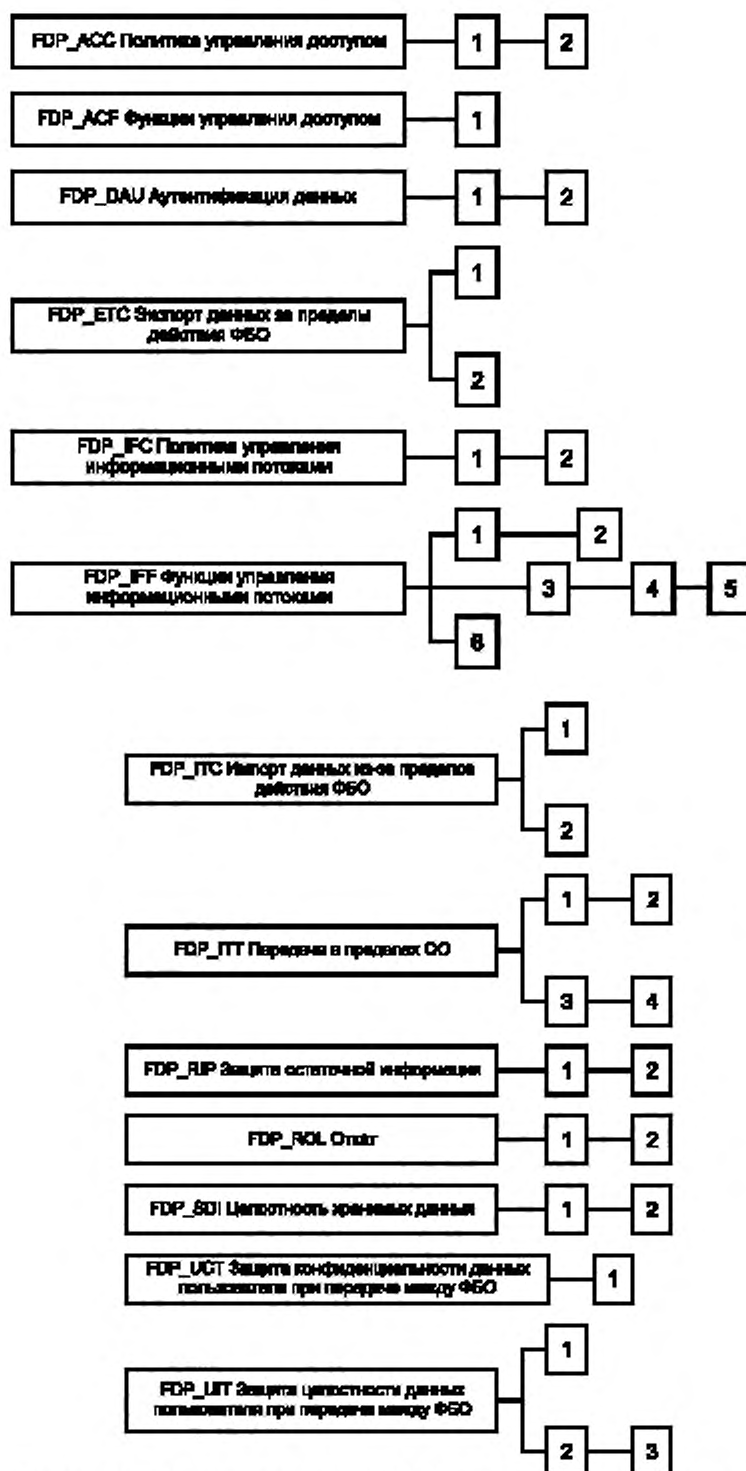 FDP_ACC Политика управления доступом 1 2
FDP_ACF Функции управления доступом 1
FDP_DAU Аутентификация данных 1 2
1
FDP_ETC Экспорт данных за пределы
действия ФБО
2
FDP_IFC Политика управления
информационными потоками
1 2
1 2
FDP_IFF Функции управления
информационными потоками
3 4 5
6
1
FDP_ITC Импорт данных из-за пределов
действия ФБО
2
1 2
FDP_ITT Передача в пределах ОО
3 4
FDP_RIP Защита остаточной информации 1 2
FDP_ROL Откат 1 2
FDP_SDI Целостность хранимых данных 1 2
FDP_UCT Защита конфиденциальности данных
пользователя при передаче между ФБО
1
1
FDP_UIT Защита целостности данных
пользователя при передаче между ФБО
2 3